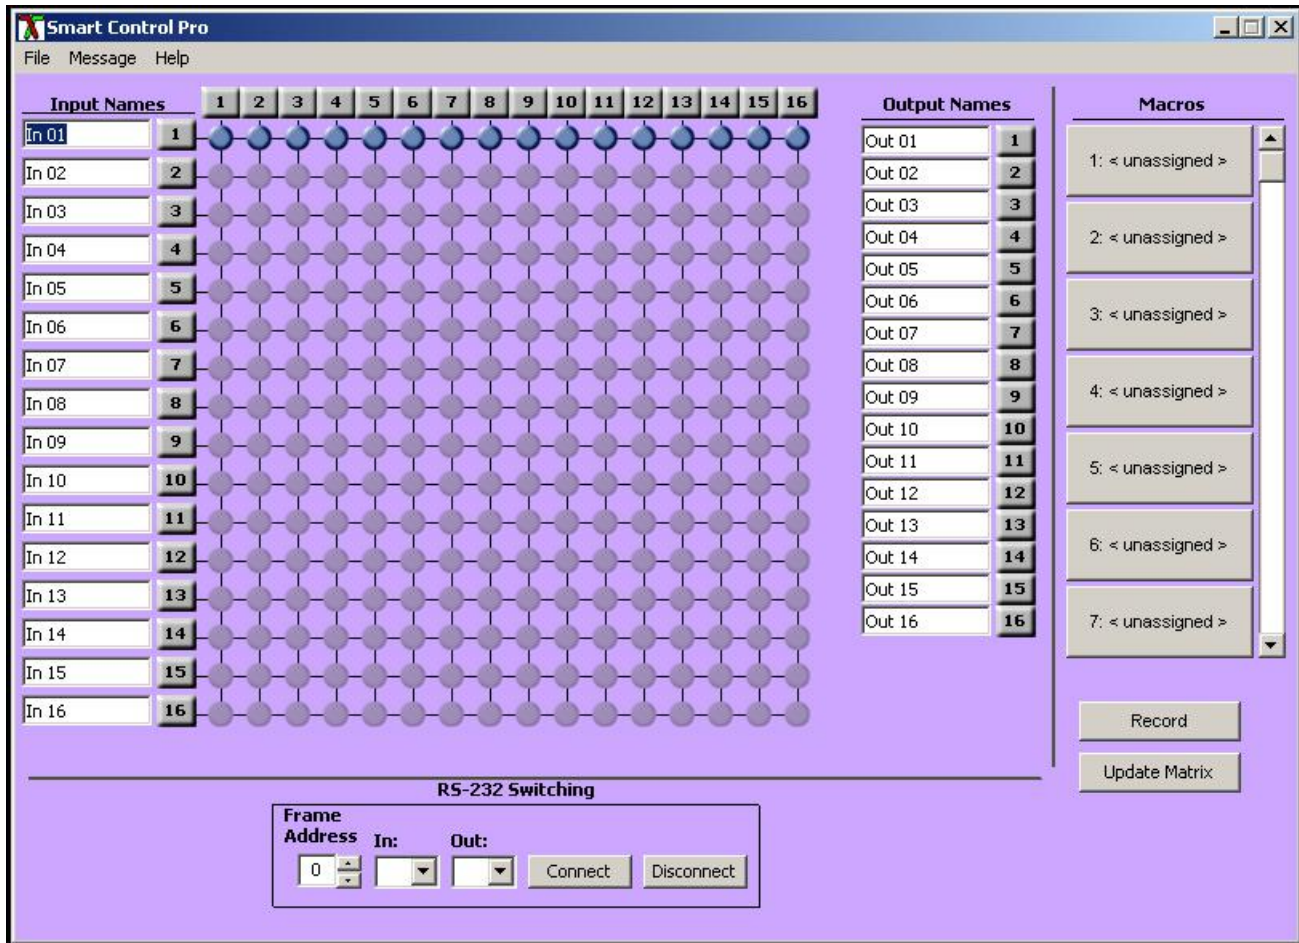 Smart Control Pro
File Message Help
Input Names 1 2 3 4 5 6 7 8 9 10 11 12 13 14 15 16 Output Names Macros
In 01 1
In 02 2
In 03 3
In 04 4
In 05 5
In 06 6
In 07 7
In 08 8
In 09 9
In 10 10
In 11 11
In 12 12
In 13 13
In 14 14
In 15 15
In 16 16
Out 01 1
Out 02 2
Out 03 3
Out 04 4
Out 05 5
Out 06 6
Out 07 7
Out 08 8
Out 09 9
Out 10 10
Out 11 11
Out 12 12
Out 13 13
Out 14 14
Out 15 15
Out 16 16
1: < unassigned >
2: < unassigned >
3: < unassigned >
4: < unassigned >
5: < unassigned >
6: < unassigned >
7: < unassigned >
Record
Update Matrix
RS-232 Switching
Frame
Address In: Out:
0 Connect Disconnect